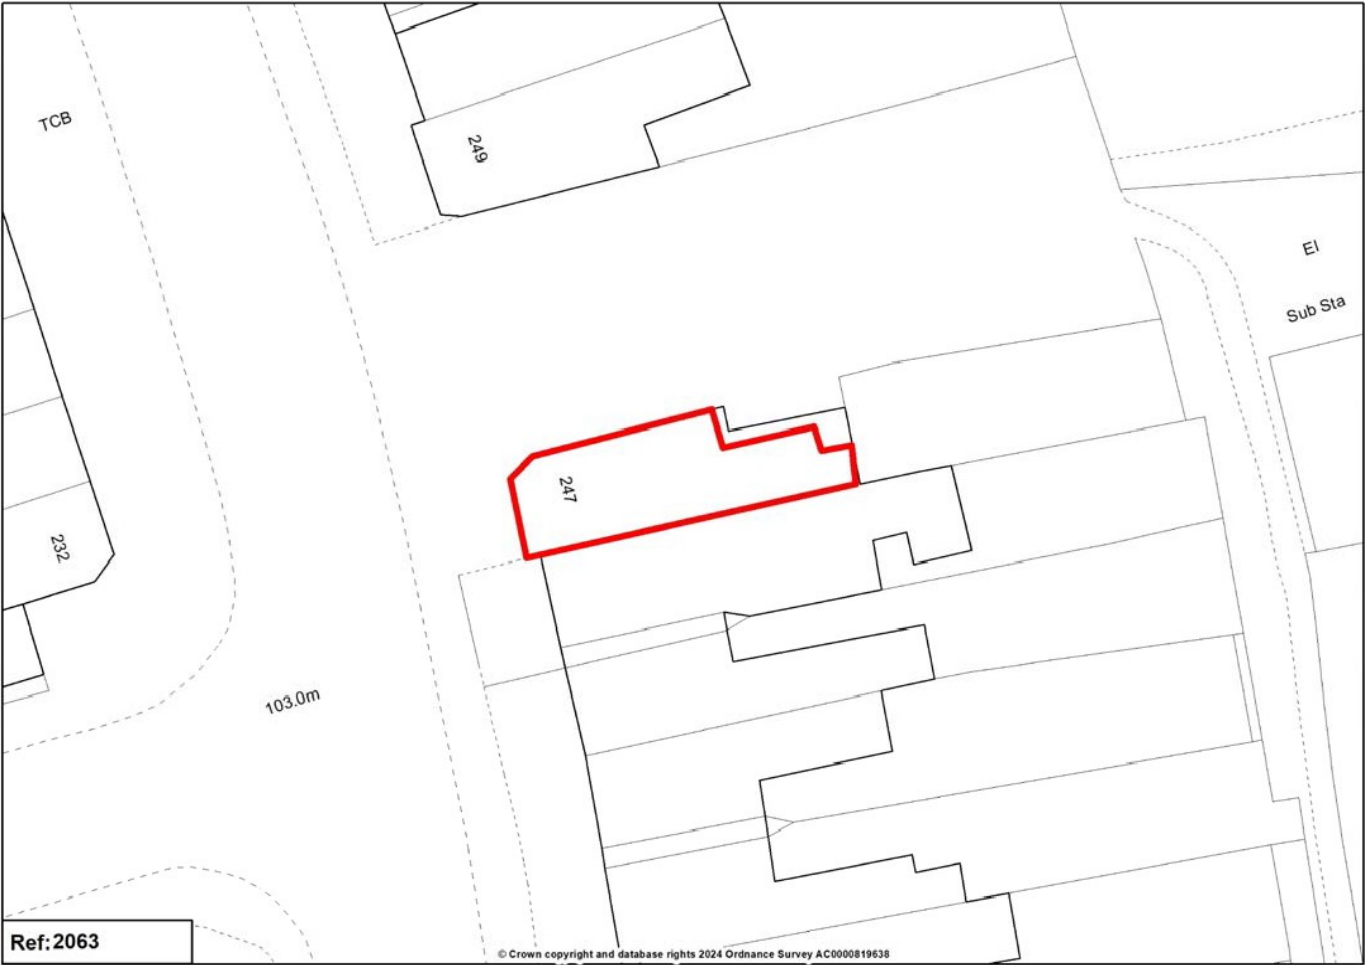 TCB
249
El
Sub Sta
247
232
103.0m
Ref:2063
© Crown copyright and database rights 2024 Ordnance Survey AC0000819638